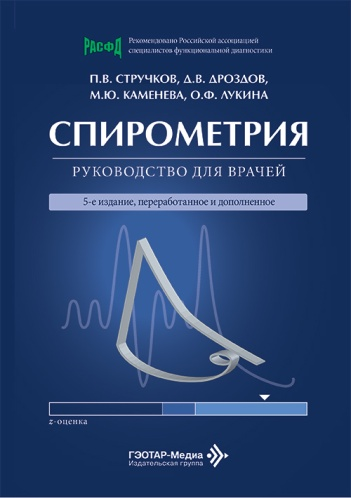 РАСФД
Рекомендовано Российской ассоциацией
специалистов функциональной диагностики
П.В. СТРУЧКОВ, Д.В. ДРОЗДОВ,
М.Ю. КАМЕНЕВА, О.Ф. ЛУКИНА
СПИРОМЕТРИЯ
РУКОВОДСТВО ДЛЯ ВРАЧЕЙ
5-е издание, переработанное и дополненное
z-оценка
ГЭОТАР-Медиа
Издательская группа